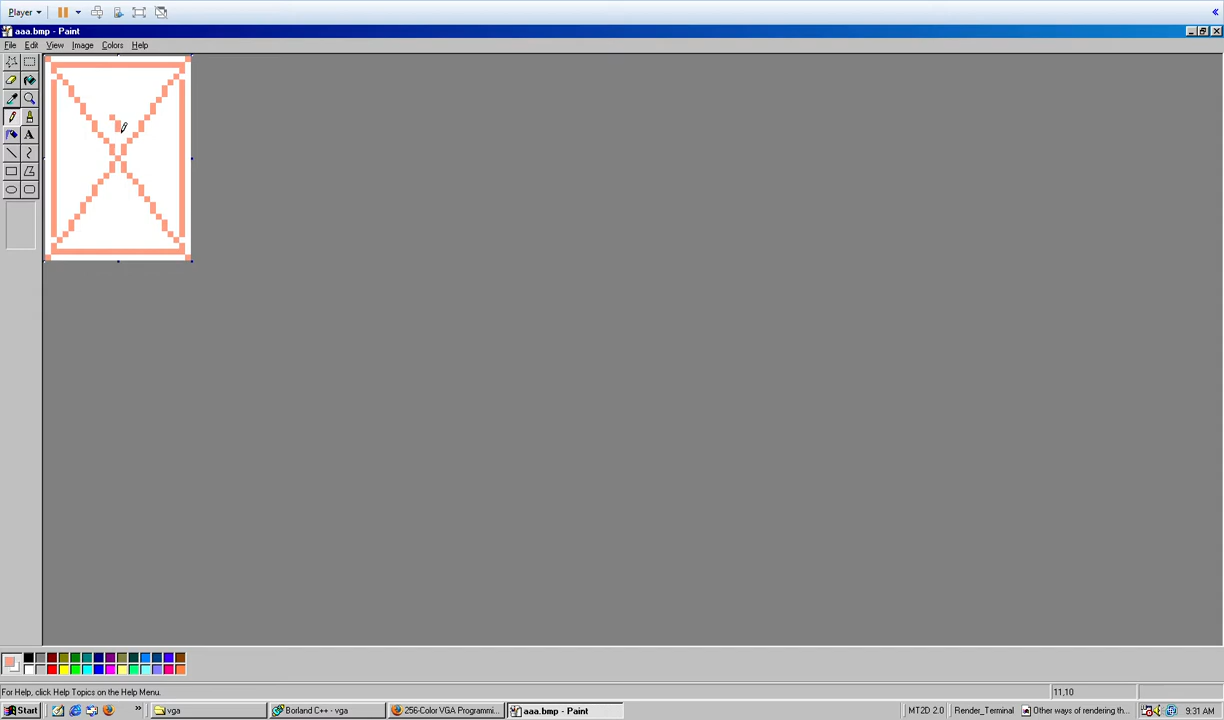 Player
aaa.bmp - Paint
File Edit View Image Colors Help
A
For Help, click Help Topics on the Help Menu.
11,10
Start
vga
Borland C++ - vga
256-Color VGA Programmi...
aaa.bmp - Paint
MT2D 2.0
Render_Terminal
Other ways of rendering th...
9:31 AM